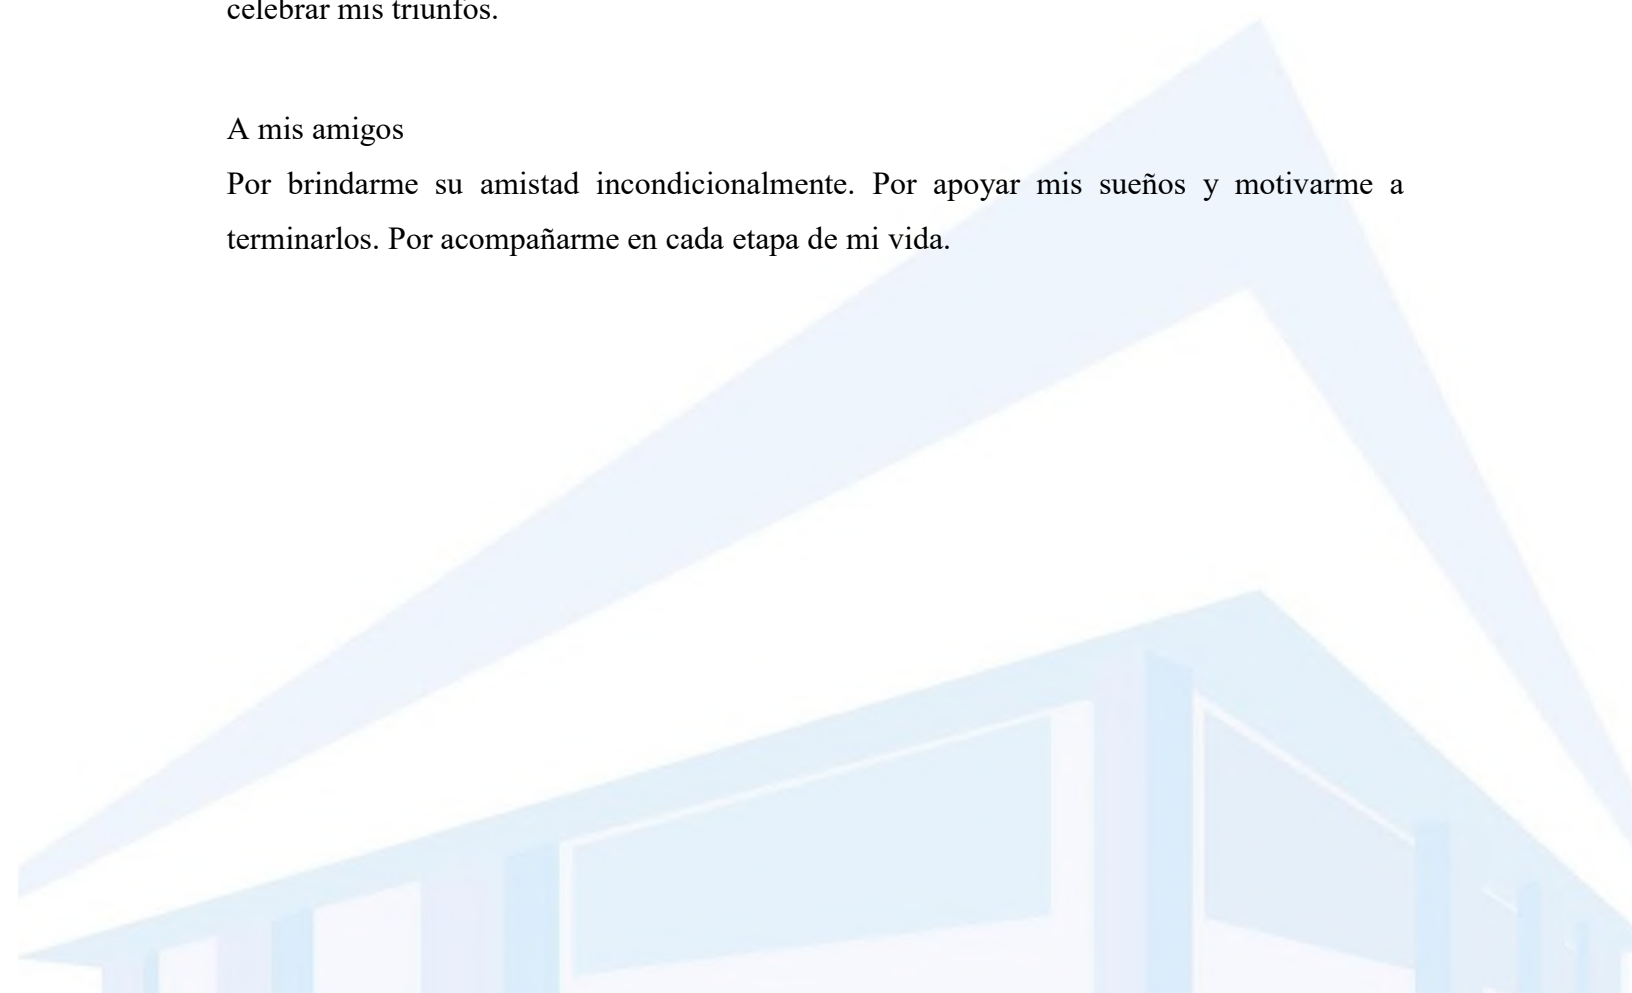 celebrar mis triunfos.
A mis amigos
Por brindarme su amistad incondicionalmente. Por apoyar mis sueños y motivarme a
terminarlos. Por acompañarme en cada etapa de mi vida.